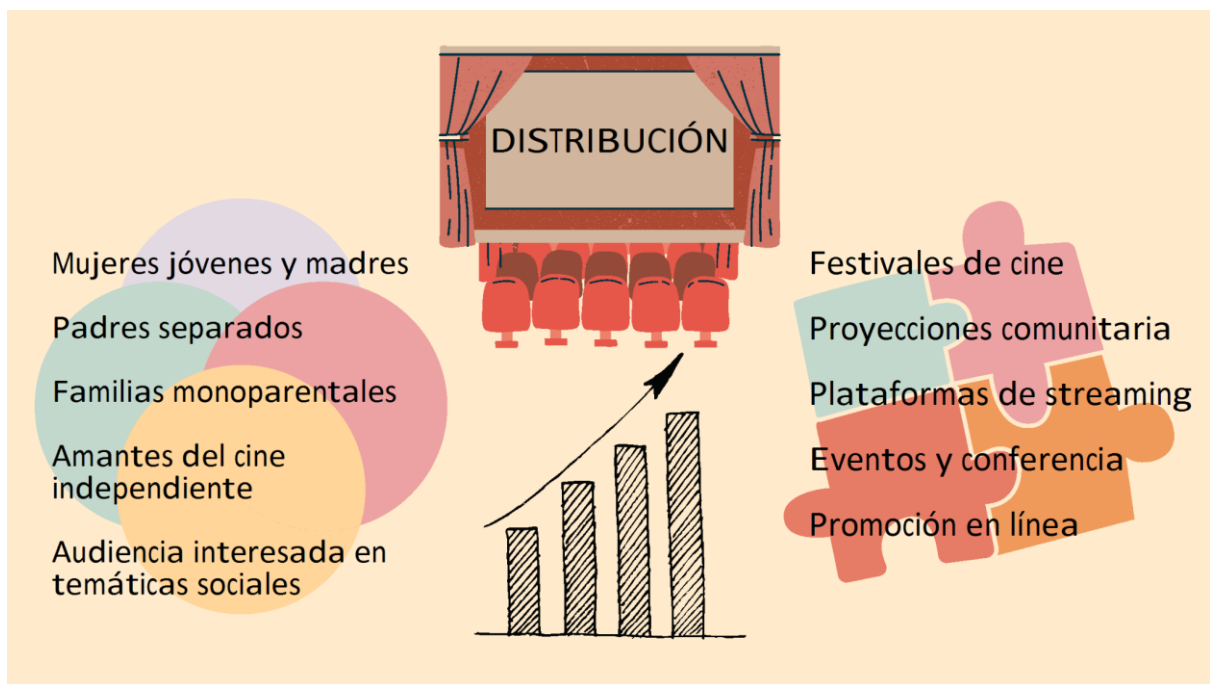 DISTRIBUCIÓN
Mujeres jóvenes y madres
Padres separados
Familias monoparentales
Amantes del cine
independiente
Audiencia interesada en
temáticas sociales
Festivales de cine
Proyecciones comunitaria
Plataformas de streaming
Eventos y conferencia
Promoción en línea